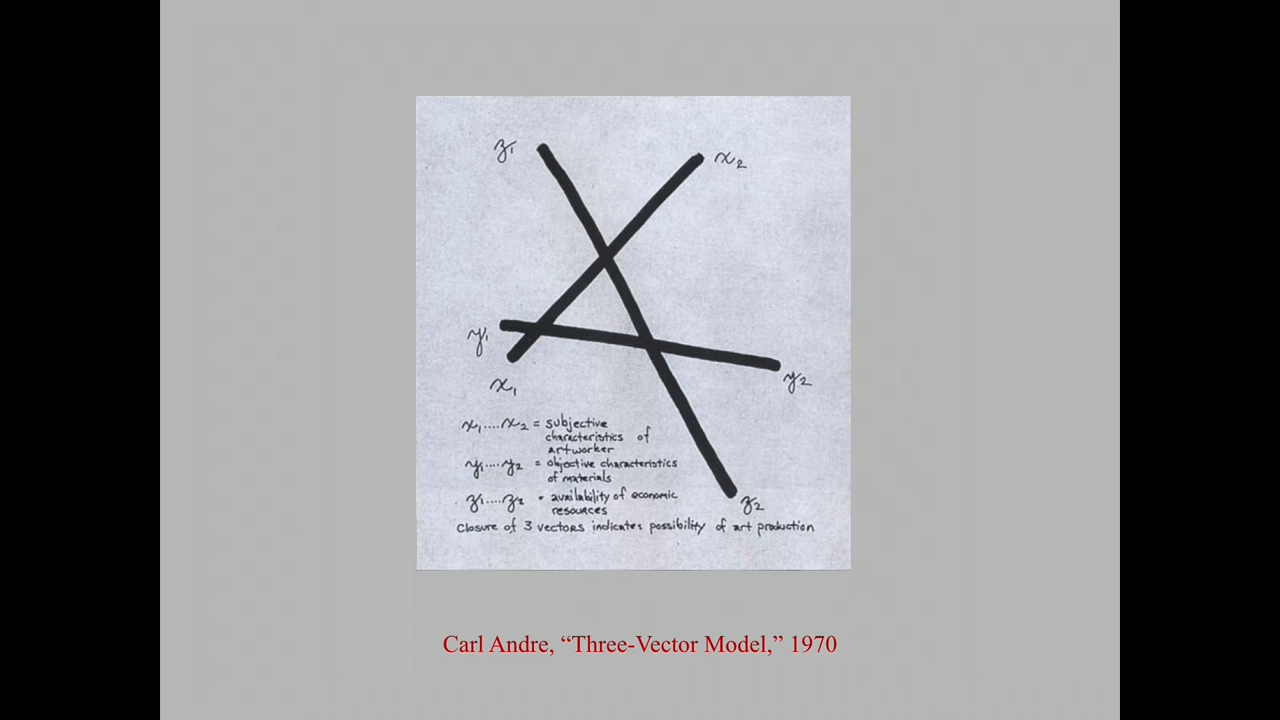 z₁
x₂
y₁
x₁
y₂
z₂
x₁....x₂ = subjective
characteristics of
artworker
y₁....y₂ = objective characteristics
of materials
z₁....z₂ = availability of economic
resources
Closure of 3 vectors indicates possibility of art production
Carl Andre, “Three-Vector Model,” 1970